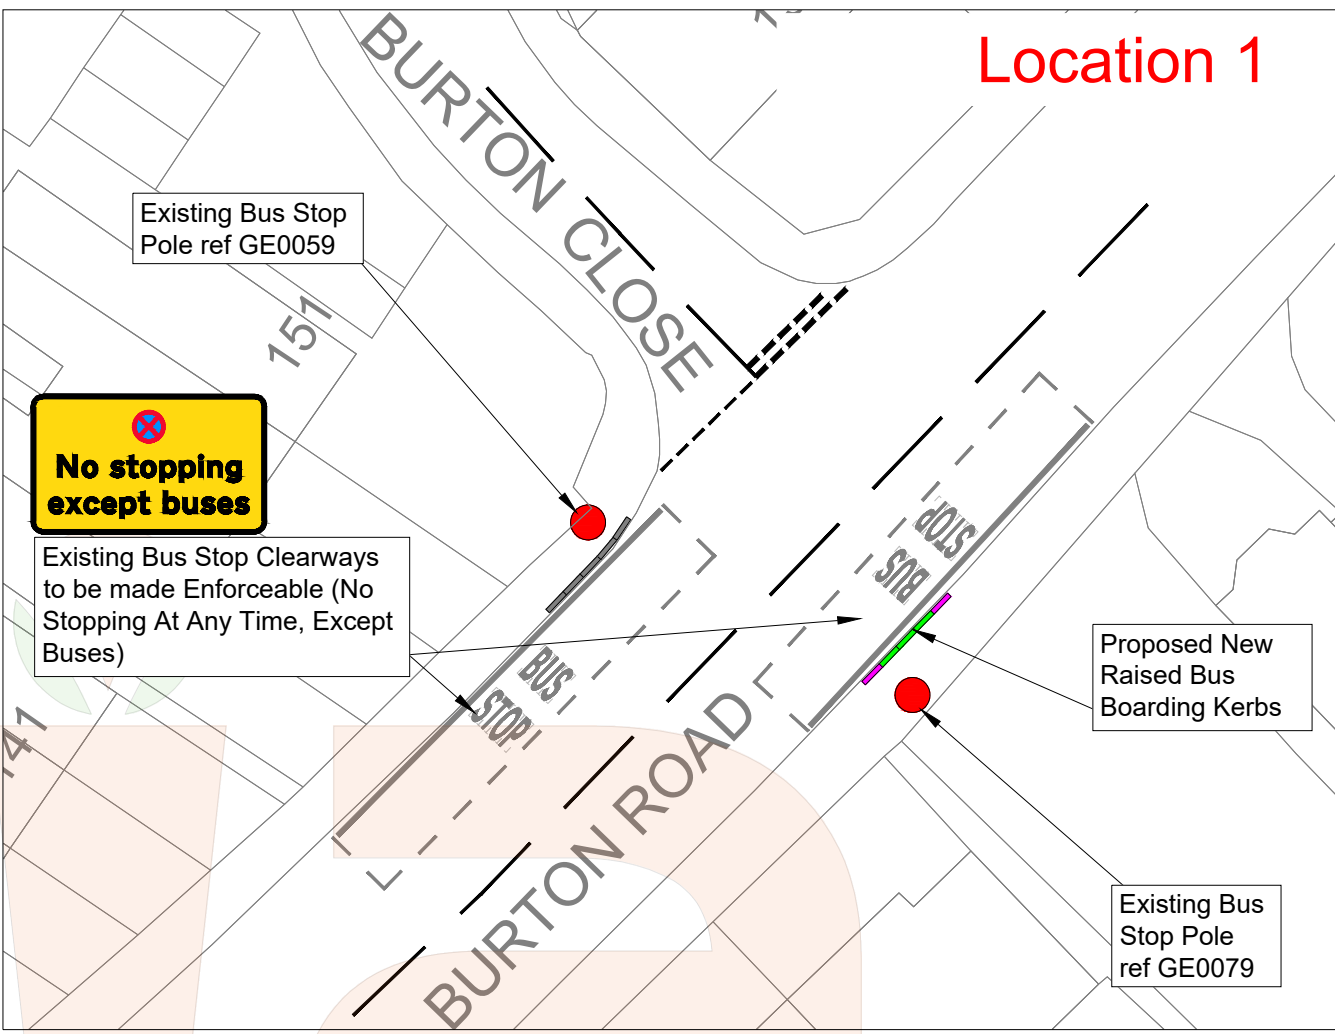 Location 1
BURTON CLOSE
Existing Bus Stop
Pole ref GE0059
151
No stopping
except buses
Existing Bus Stop Clearways
to be made Enforceable (No
Stopping At Any Time, Except
Buses)
BUS
STOP
BUS
STOP
Proposed New
Raised Bus
Boarding Kerbs
141
BURTON ROAD
Existing Bus
Stop Pole
ref GE0079